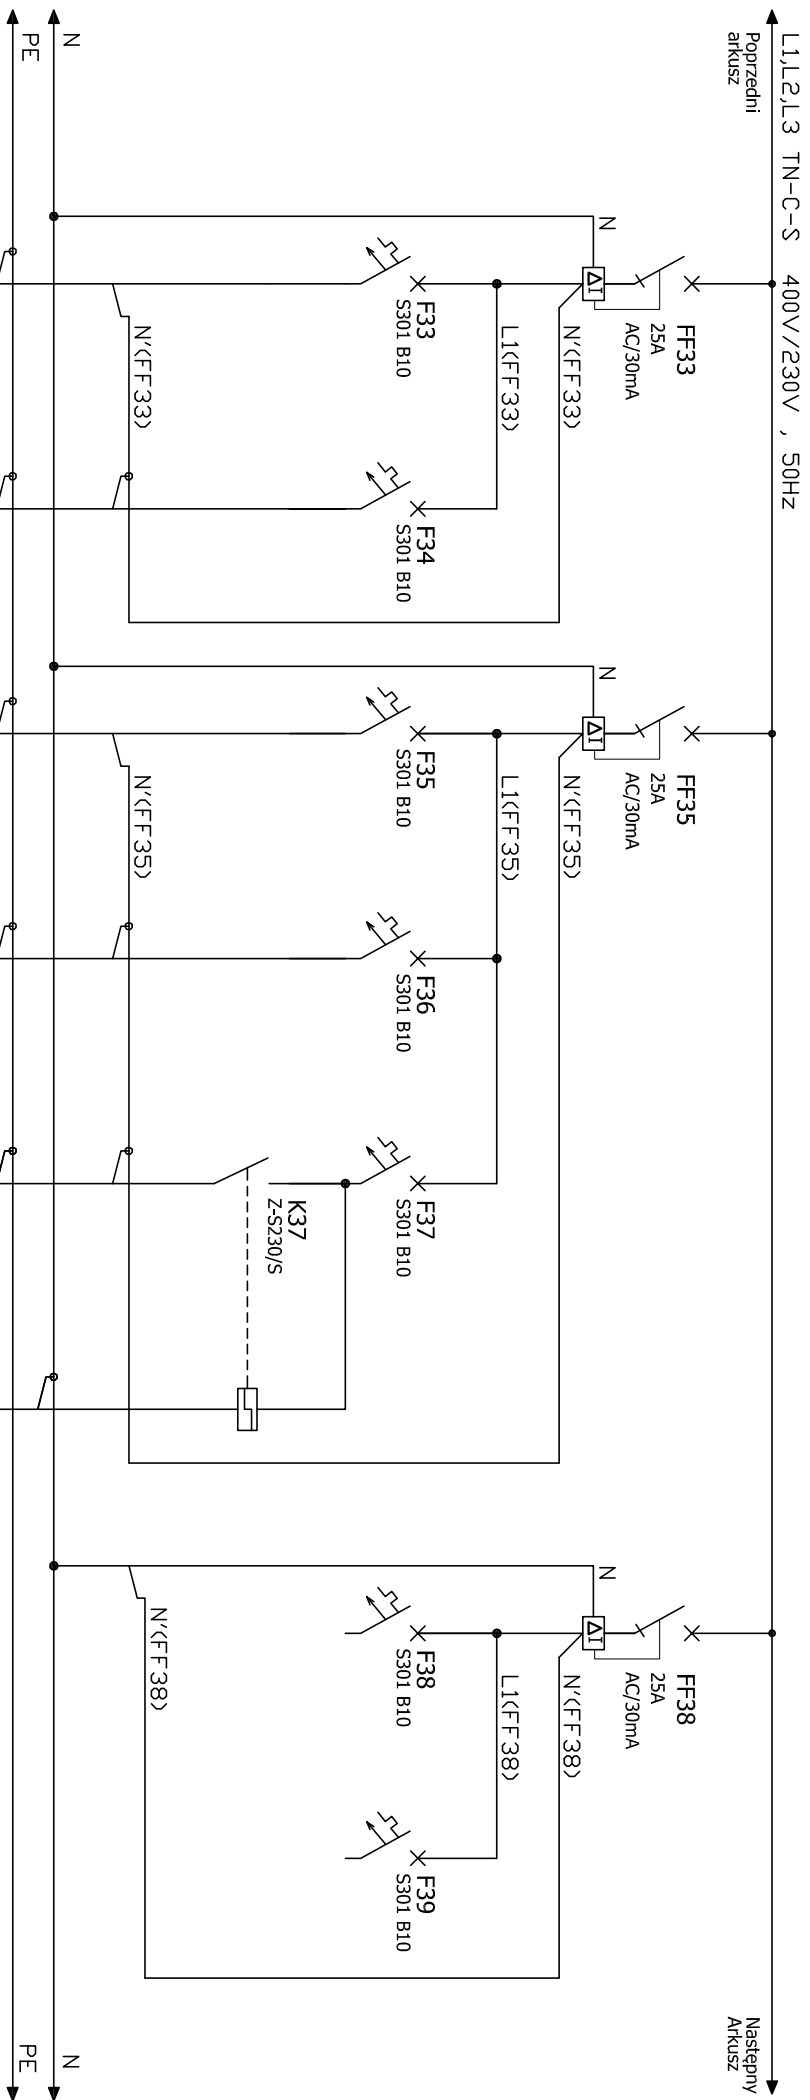 L1,L2,L3 TN-C-S 400V/230V , 50Hz
Poprzedni
arkusz
Następny
Arkusz
FF33
25A
AC/30mA
N
ΔI
N'(FF33)
L1(FF33)
F33
S301 B10
F34
S301 B10
N'(FF33)
FF35
25A
AC/30mA
N
ΔI
N'(FF35)
L1(FF35)
F35
S301 B10
F36
S301 B10
F37
S301 B10
K37
Z-S230/S
N'(FF35)
FF38
25A
AC/30mA
N
ΔI
N'(FF38)
L1(FF38)
F38
S301 B10
F39
S301 B10
N'(FF38)
N
N
PE
PE